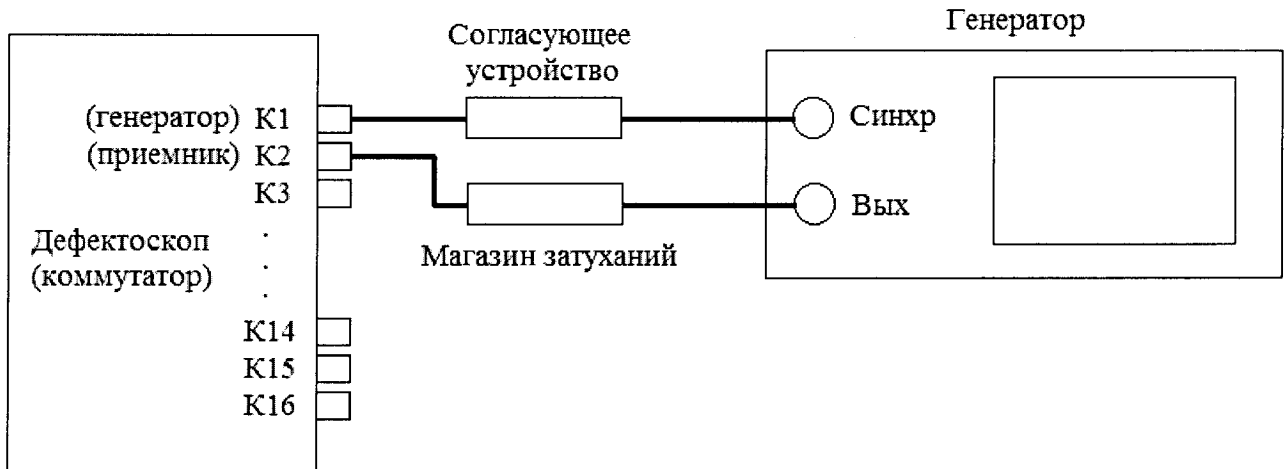 Генератор
Согласующее
устройство
(генератор) К1
Синхр
(приемник) К2
К3
Вых
Дефектоскоп
(коммутатор)
Магазин затуханий
К14
К15
К16